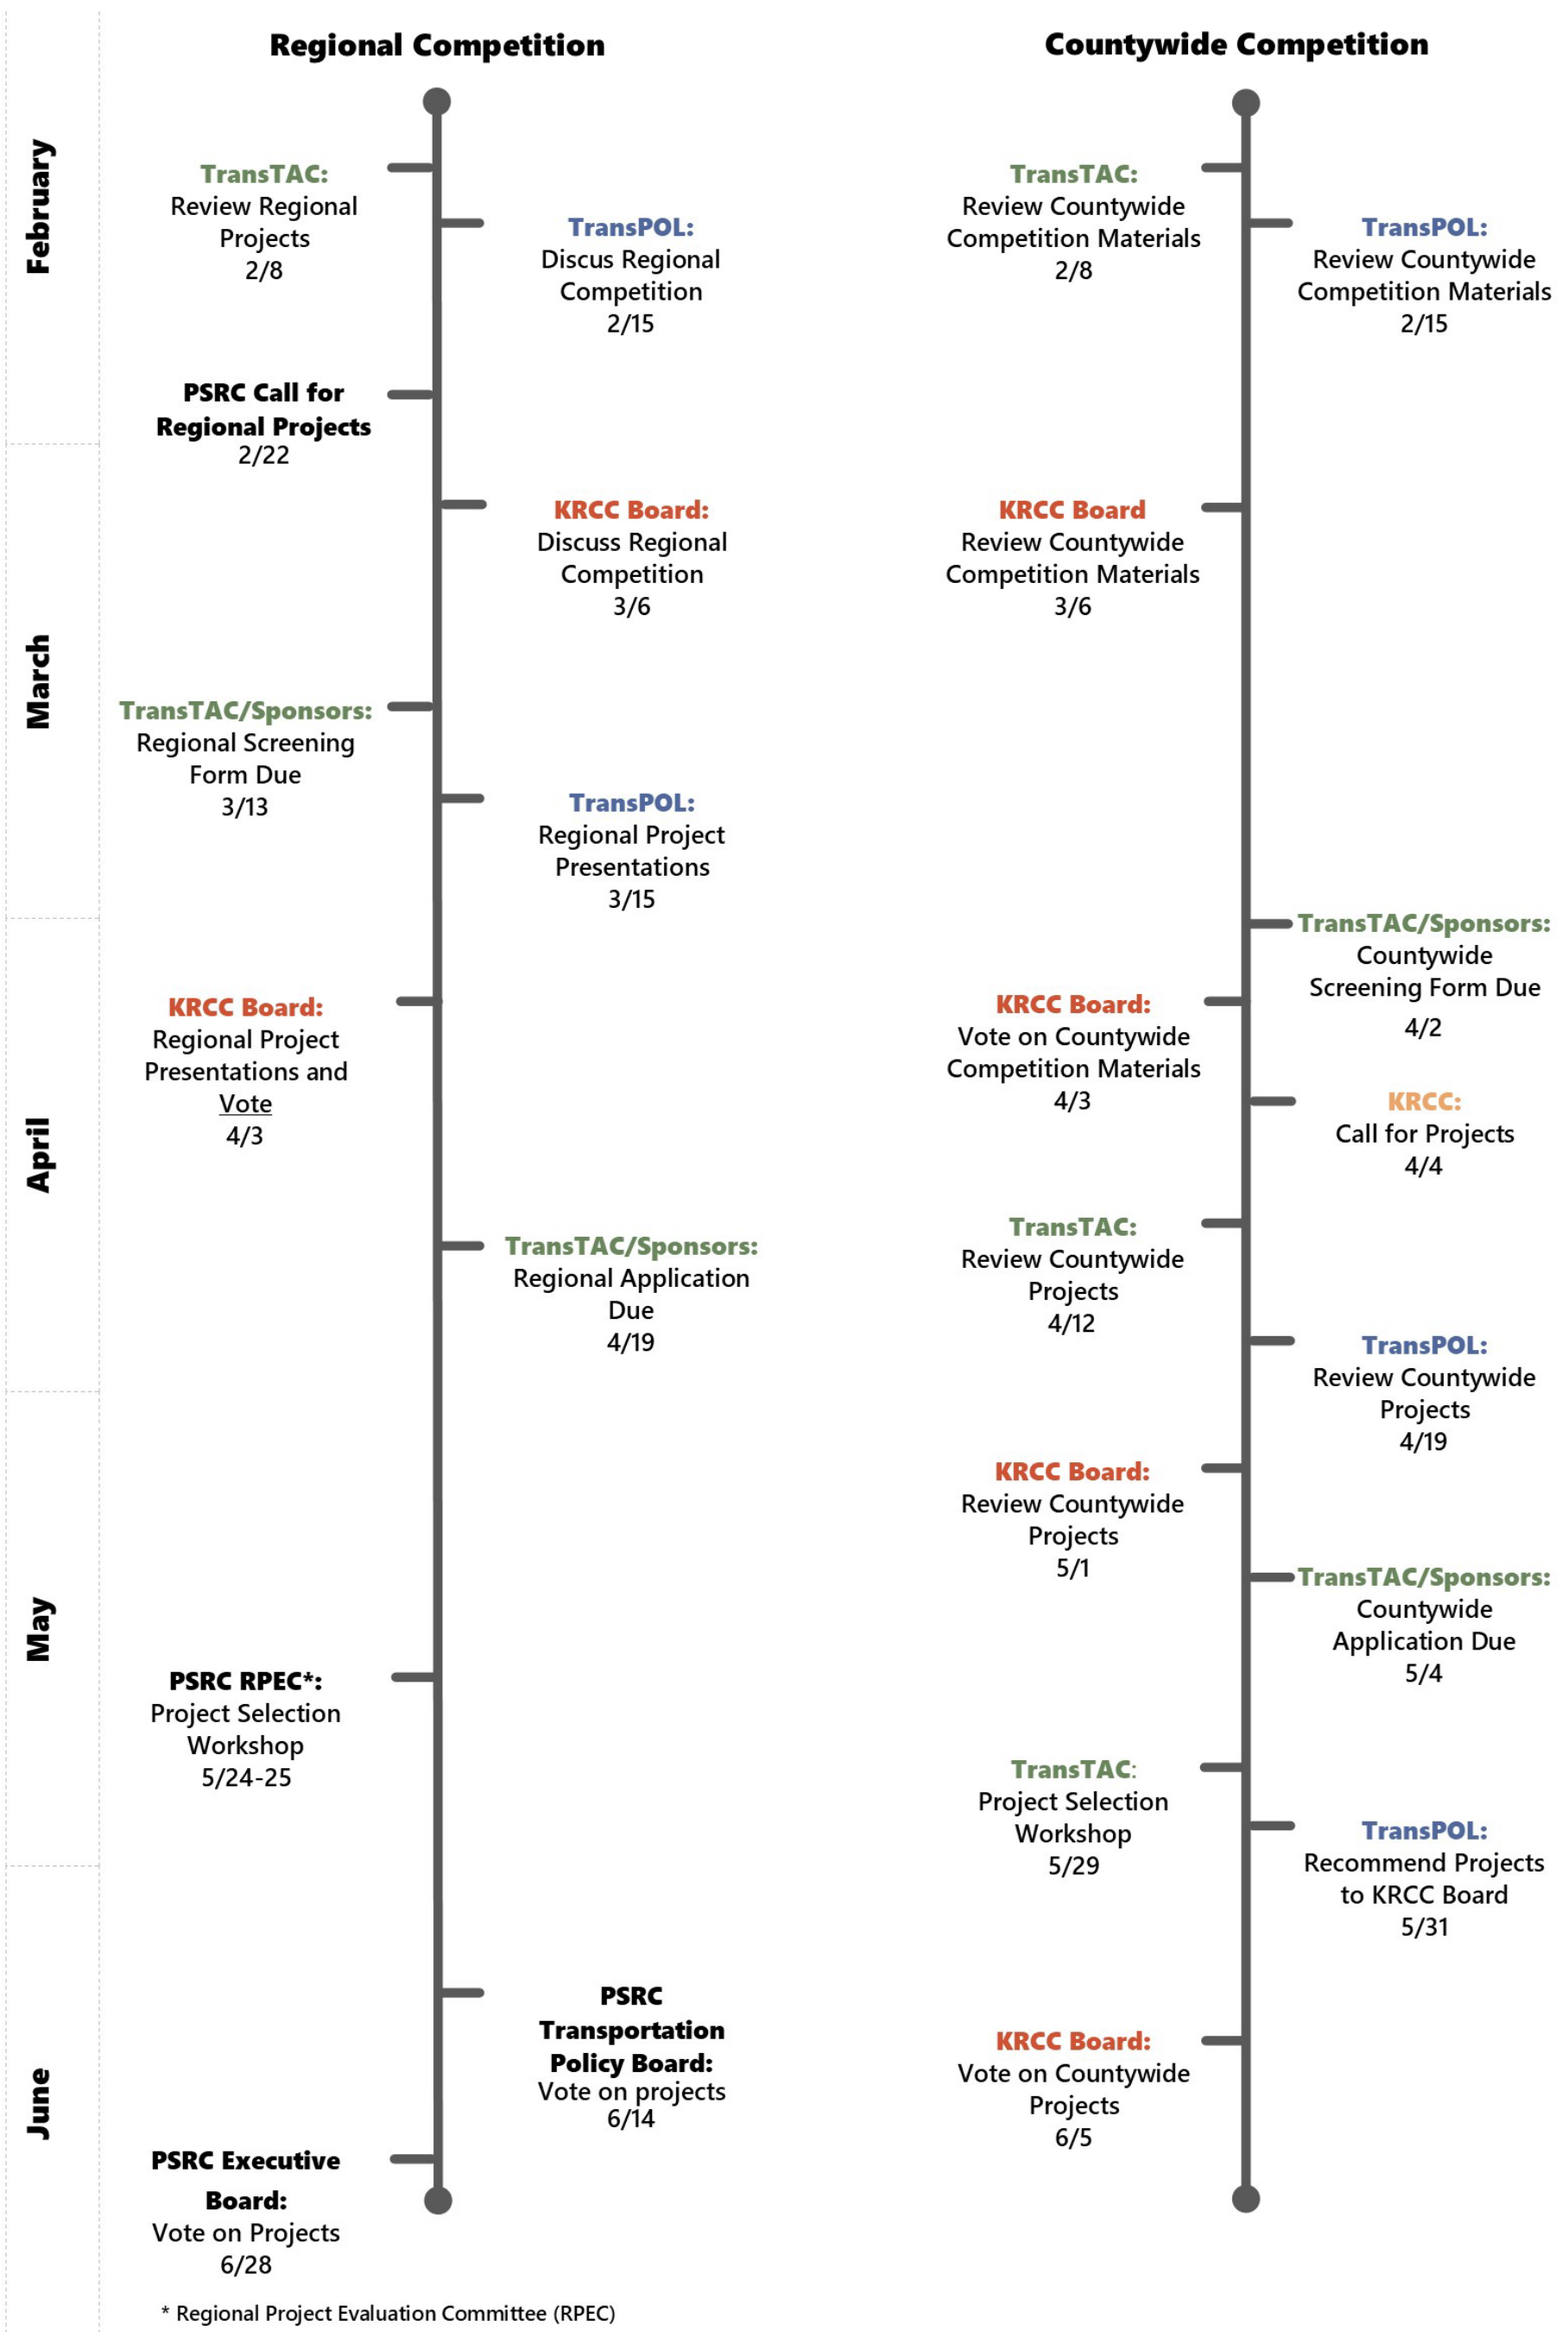 Regional Competition
February
TransTAC:
Review Regional
Projects
2/8
TransPOL:
Discus Regional
Competition
2/15
PSRC Call for
Regional Projects
2/22
March
KRCC Board:
Discuss Regional
Competition
3/6
TransTAC/Sponsors:
Regional Screening
Form Due
3/13
TransPOL:
Regional Project
Presentations
3/15
April
KRCC Board:
Regional Project
Presentations and
Vote
4/3
TransTAC/Sponsors:
Regional Application
Due
4/19
May
PSRC RPEC*:
Project Selection
Workshop
5/24-25
June
PSRC
Transportation
Policy Board:
Vote on projects
6/14
PSRC Executive
Board:
Vote on Projects
6/28
* Regional Project Evaluation Committee (RPEC)
Countywide Competition
TransTAC:
Review Countywide
Competition Materials
2/8
TransPOL:
Review Countywide
Competition Materials
2/15
KRCC Board
Review Countywide
Competition Materials
3/6
TransTAC/Sponsors:
Countywide
Screening Form Due
4/2
KRCC Board:
Vote on Countywide
Competition Materials
4/3
KRCC:
Call for Projects
4/4
TransTAC:
Review Countywide
Projects
4/12
TransPOL:
Review Countywide
Projects
4/19
KRCC Board:
Review Countywide
Projects
5/1
TransTAC/Sponsors:
Countywide
Application Due
5/4
TransTAC:
Project Selection
Workshop
5/29
TransPOL:
Recommend Projects
to KRCC Board
5/31
KRCC Board:
Vote on Countywide
Projects
6/5